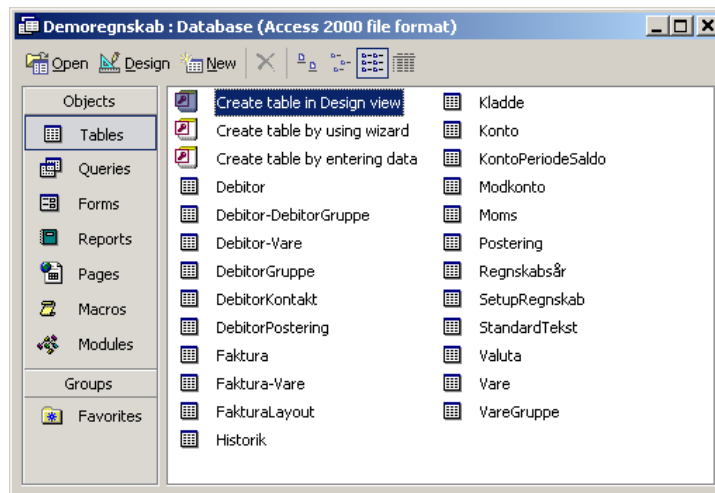 Demoregnskab : Database (Access 2000 file format)
Open Design New
Objects
Tables
Queries
Forms
Reports
Pages
Macros
Modules
Groups
Favorites
Create table in Design view
Create table by using wizard
Create table by entering data
Debitor
Debitor-DebitorGruppe
Debitor-Vare
DebitorGruppe
DebitorKontakt
DebitorPostering
Faktura
Faktura-Vare
FakturaLayout
Historik
Kladde
Konto
KontoPeriodeSaldo
Modkonto
Moms
Postering
Regnskabsår
SetupRegnskab
StandardTekst
Valuta
Vare
VareGruppe